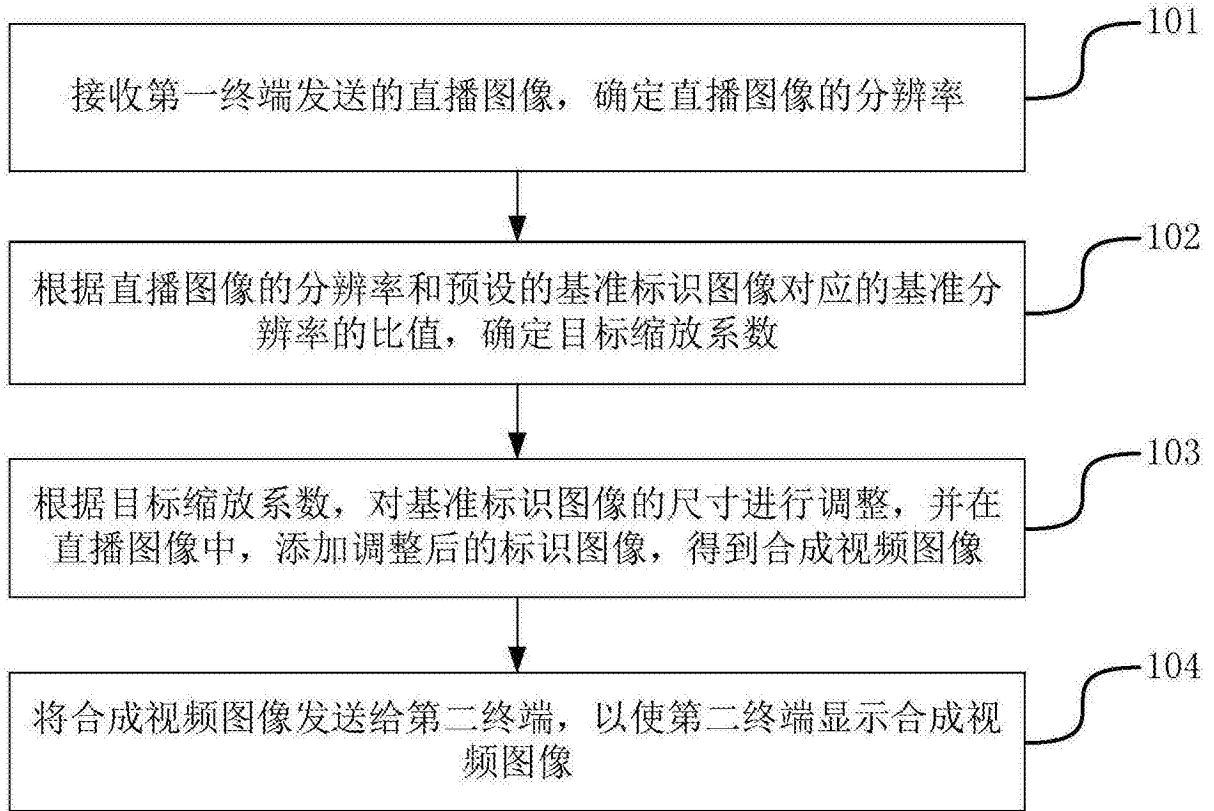 101
接收第一终端发送的直播图像，确定直播图像的分辨率
102
根据直播图像的分辨率和预设的基准标识图像对应的基准分
辨率的比值，确定目标缩放系数
103
根据目标缩放系数，对基准标识图像的尺寸进行调整，并在
直播图像中，添加调整后的标识图像，得到合成视频图像
104
将合成视频图像发送给第二终端，以使第二终端显示合成视
频图像